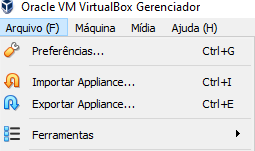 Oracle VM VirtualBox Gerenciador
Arquivo (F) Máquina Mídia Ajuda (H)
Preferências... Ctrl+G
Importar Appliance... Ctrl+I
Exportar Appliance... Ctrl+E
Ferramentas